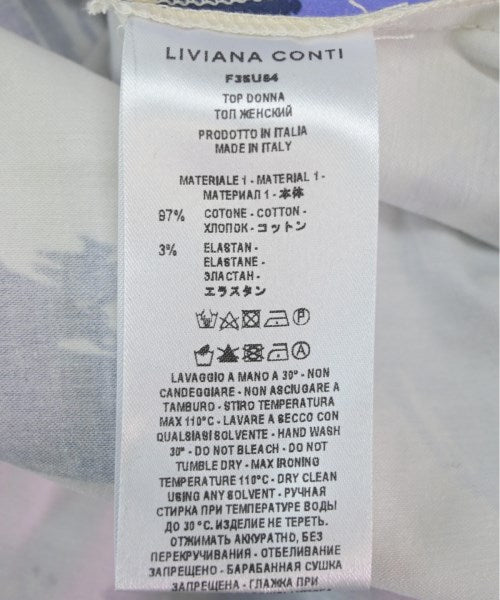 LIVIANA CONTI
F3SU84
TOP DONNA
ТОП ЖЕНСКИЙ
PRODOTTO IN ITALIA
MADE IN ITALY
MATERIALE 1 - MATERIAL 1 -
МАТЕРИАЛ 1 - 本体
97% COTONE - COTTON -
ХЛОПОК - コットン
3% ELASTAN -
ELASTANE -
ЭЛАСТАН -
エラスタン
LAVAGGIO A MANO A 30° - NON
CANDEGGIARE - NON ASCIUGARE A
TAMBURO - STIRO TEMPERATURA
MAX 110°C - LAVARE A SECCO CON
QUALSIASI SOLVENTE - HAND WASH
30° - DO NOT BLEACH - DO NOT
TUMBLE DRY - MAX IRONING
TEMPERATURE 110°C - DRY CLEAN
USING ANY SOLVENT - РУЧНАЯ
СТИРКА ПРИ ТЕМПЕРАТУРЕ ВОДЫ
ДО 30 °C. ИЗДЕЛИЕ НЕ ТЕРЕТЬ.
ОТЖИМАТЬ АККУРАТНО, БЕЗ
ПЕРЕКРУЧИВАНИЯ - ОТБЕЛИВАНИЕ
ЗАПРЕЩЕНО - БАРАБАННАЯ СУШКА
ЗАПРЕЩЕНА - ГЛАЖКА ПРИ